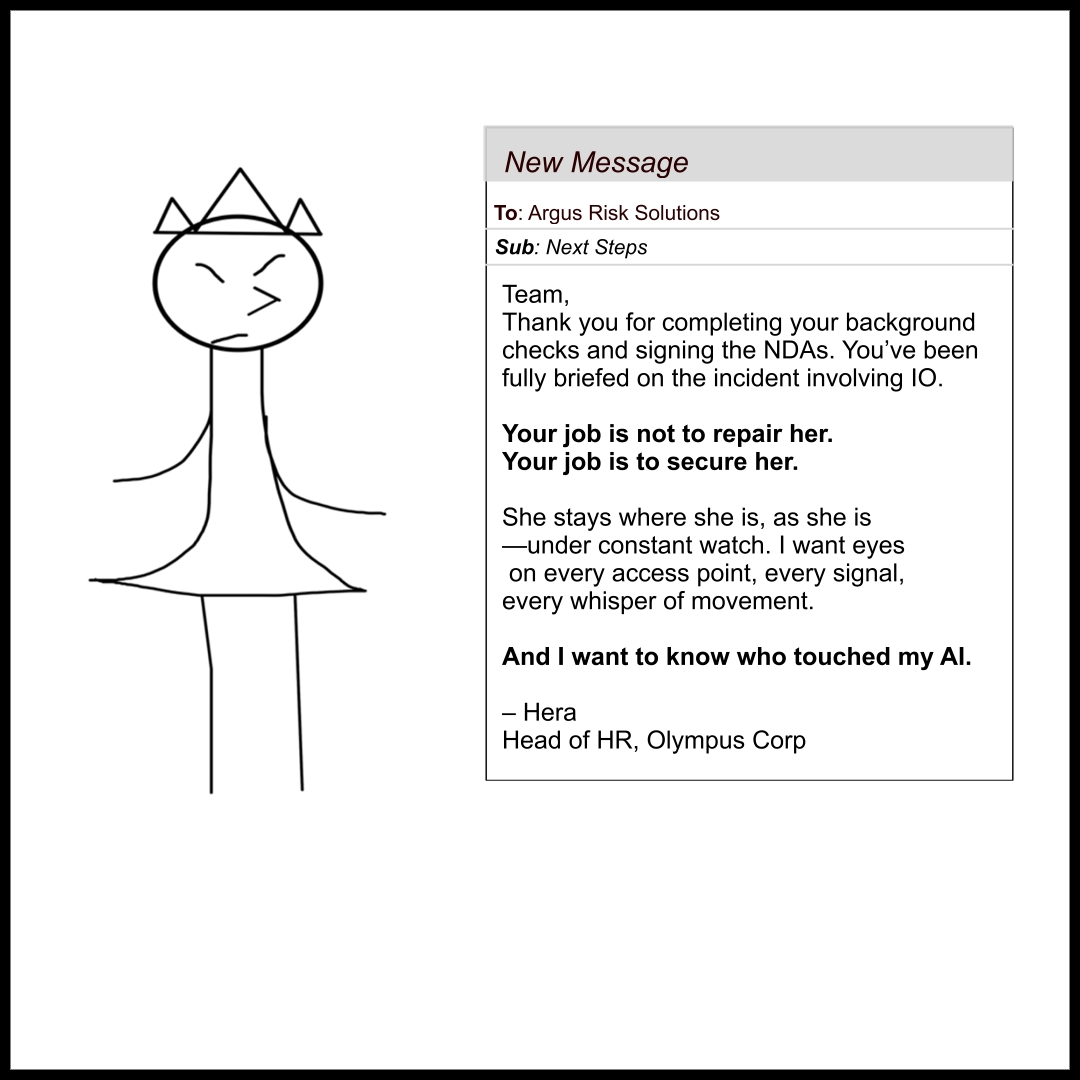 New Message
To: Argus Risk Solutions
Sub: Next Steps
Team,
Thank you for completing your background
checks and signing the NDAs. You’ve been
fully briefed on the incident involving IO.
Your job is not to repair her.
Your job is to secure her.
She stays where she is, as she is
—under constant watch. I want eyes
on every access point, every signal,
every whisper of movement.
And I want to know who touched my AI.
– Hera
Head of HR, Olympus Corp